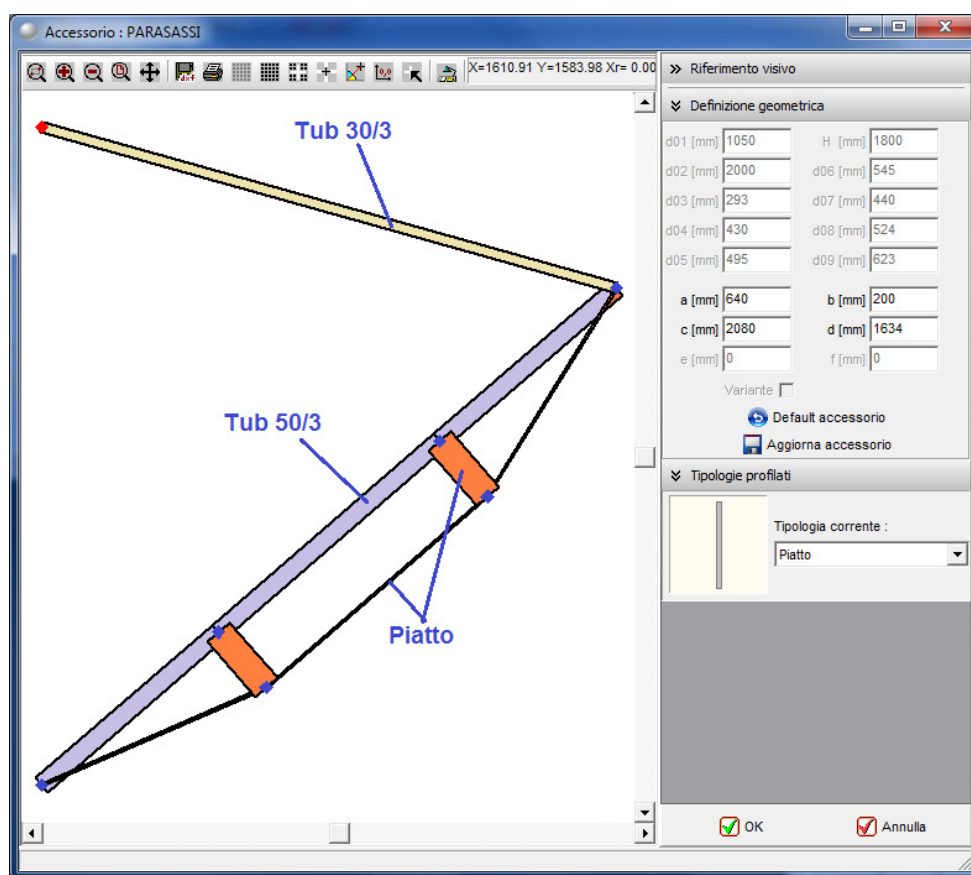 Accessorio : PARASASSI
X=1610.91 Y=1583.98 Xr= 0.00
Riferimento visivo
Definizione geometrica
d01 [mm] 1050 H [mm] 1800
d02 [mm] 2000 d06 [mm] 545
d03 [mm] 293 d07 [mm] 440
d04 [mm] 430 d08 [mm] 524
d05 [mm] 495 d09 [mm] 623
a [mm] 640 b [mm] 200
c [mm] 2080 d [mm] 1634
e [mm] 0 f [mm] 0
Variante
Default accessorio
Aggiorna accessorio
Tipologie profilati
Tipologia corrente :
Piatto
OK Annulla
Tub 30/3
Tub 50/3
Piatto